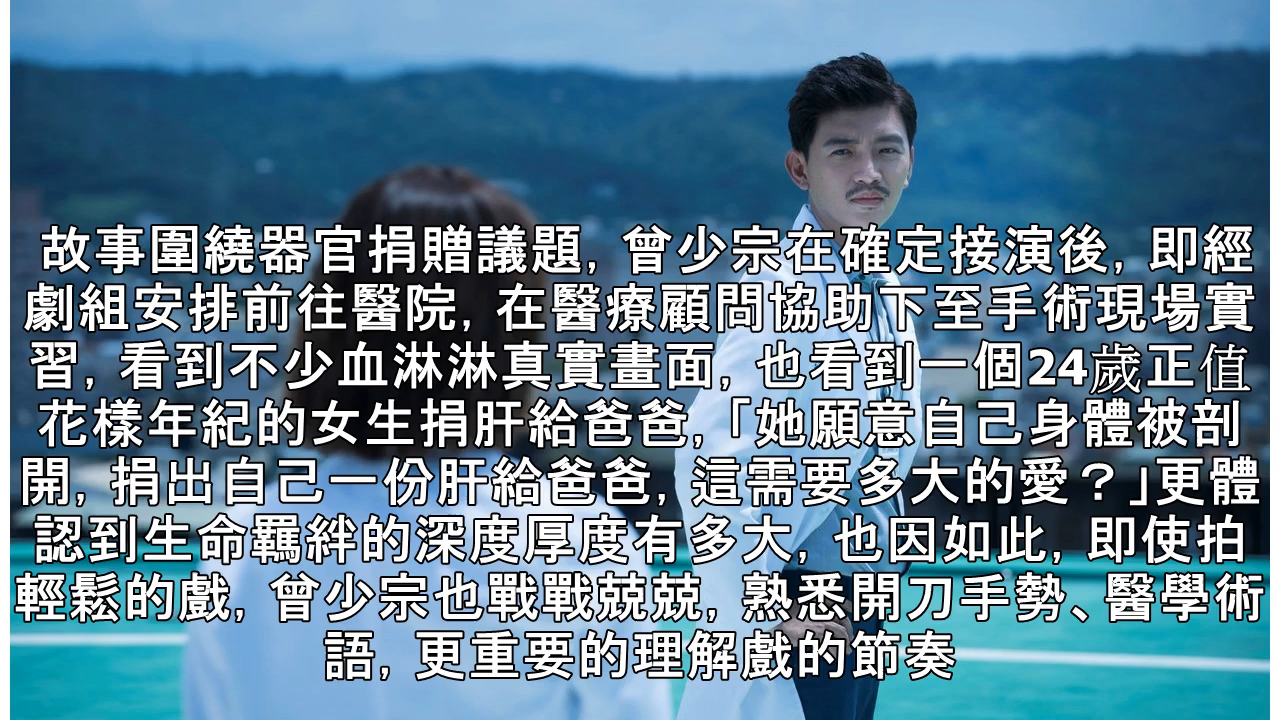 故事圍繞器官捐贈議題, 曾少宗在確定接演後, 即經
劇組安排前往醫院, 在醫療顧問協助下至手術現場實
習, 看到不少血淋淋真實畫面, 也看到一個24歲正值
花樣年紀的女生捐肝給爸爸,「她願意自己身體被剖
開, 捐出自己一份肝給爸爸, 這需要多大的愛？」更體
認到生命羈絆的深度厚度有多大, 也因如此, 即使拍
輕鬆的戲, 曾少宗也戰戰兢兢, 熟悉開刀手勢、醫學術
語, 更重要的理解戲的節奏